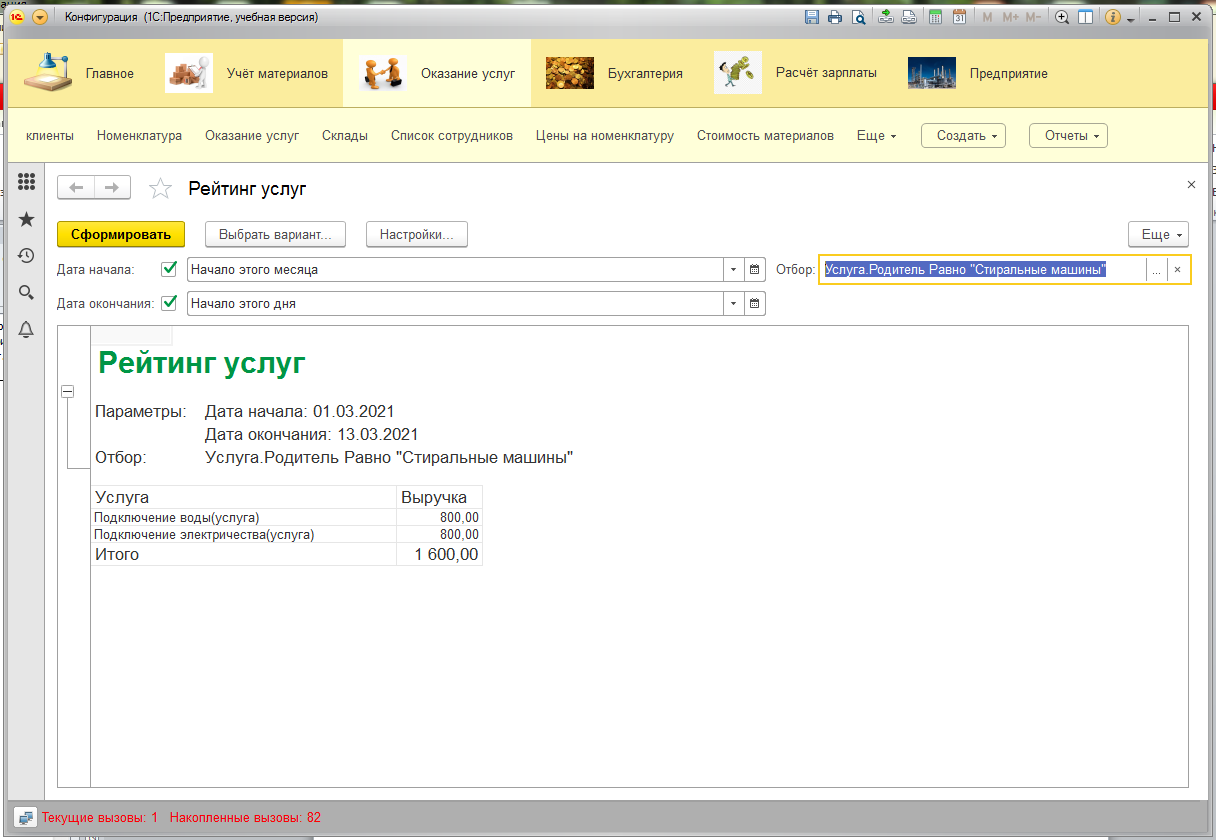 Конфигурация (1С:Предприятие, учебная версия)
31 M M+ M-
Главное Учёт материалов Оказание услуг Бухгалтерия Расчёт зарплаты Предприятие
клиенты Номенклатура Оказание услуг Склады Список сотрудников Цены на номенклатуру Стоимость материалов Еще Создать Отчеты
Рейтинг услуг
Сформировать Выбрать вариант... Настройки... Еще
Дата начала: Начало этого месяца Отбор: Услуга.Родитель Равно "Стиральные машины" ... ×
Дата окончания: Начало этого дня
Рейтинг услуг
Параметры: Дата начала: 01.03.2021
Дата окончания: 13.03.2021
Отбор: Услуга.Родитель Равно "Стиральные машины"
Услуга Выручка
Подключение воды(услуга) 800,00
Подключение электричества(услуга) 800,00
Итого 1 600,00
Текущие вызовы: 1 Накопленные вызовы: 82